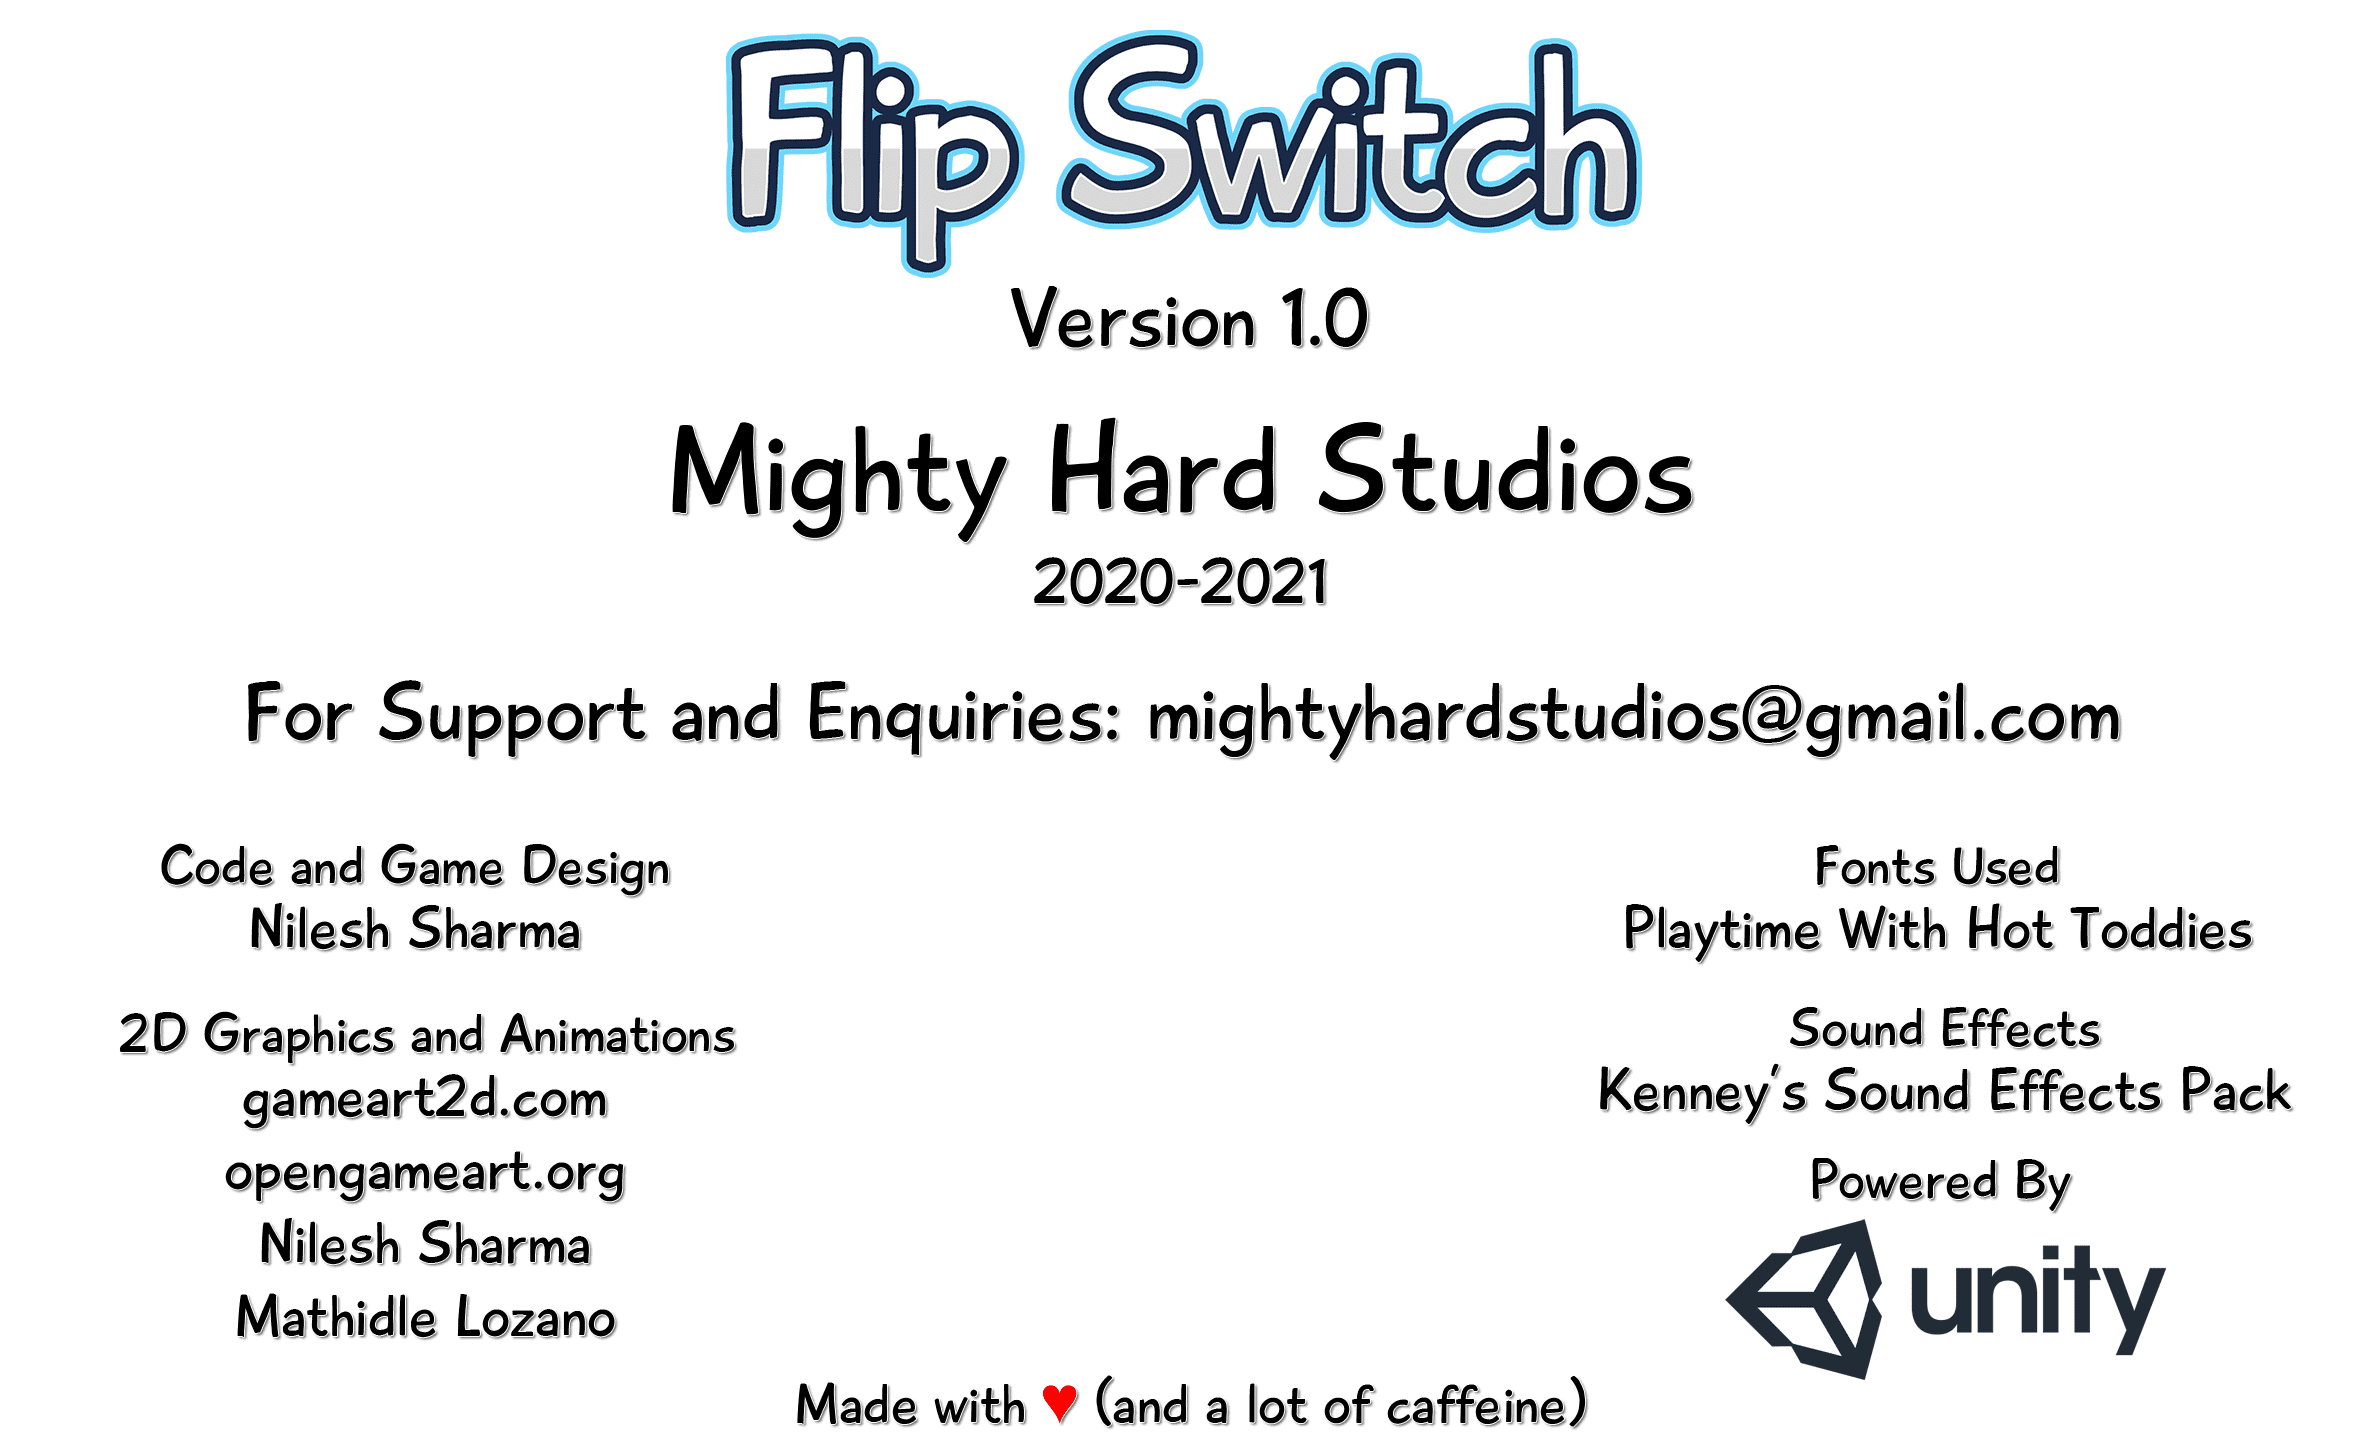 Flip Switch
Version 1.0
Mighty Hard Studios
2020-2021
For Support and Enquiries: mightyhardstudios@gmail.com
Code and Game Design
Nilesh Sharma
2D Graphics and Animations
gameart2d.com
opengameart.org
Nilesh Sharma
Mathidle Lozano
Fonts Used
Playtime With Hot Toddies
Sound Effects
Kenney's Sound Effects Pack
Powered By
unity
Made with ♥ (and a lot of caffeine)